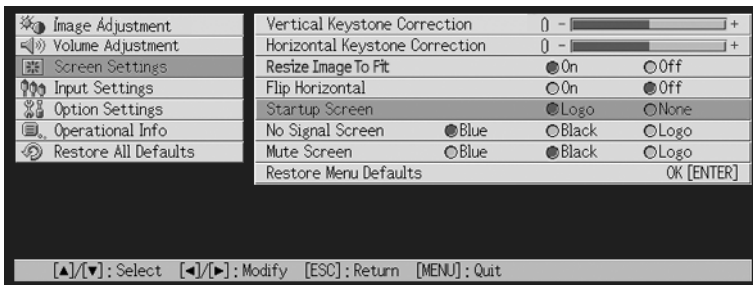 Image Adjustment
Volume Adjustment
Screen Settings
Input Settings
Option Settings
Operational Info
Restore All Defaults
Vertical Keystone Correction 0 - +
Horizontal Keystone Correction 0 - +
Resize Image To Fit On Off
Flip Horizontal On Off
Startup Screen Logo None
No Signal Screen Blue Black Logo
Mute Screen Blue Black Logo
Restore Menu Defaults OK [ENTER]
[▲]/[▼] : Select [◀]/[▶] : Modify [ESC] : Return [MENU] : Quit